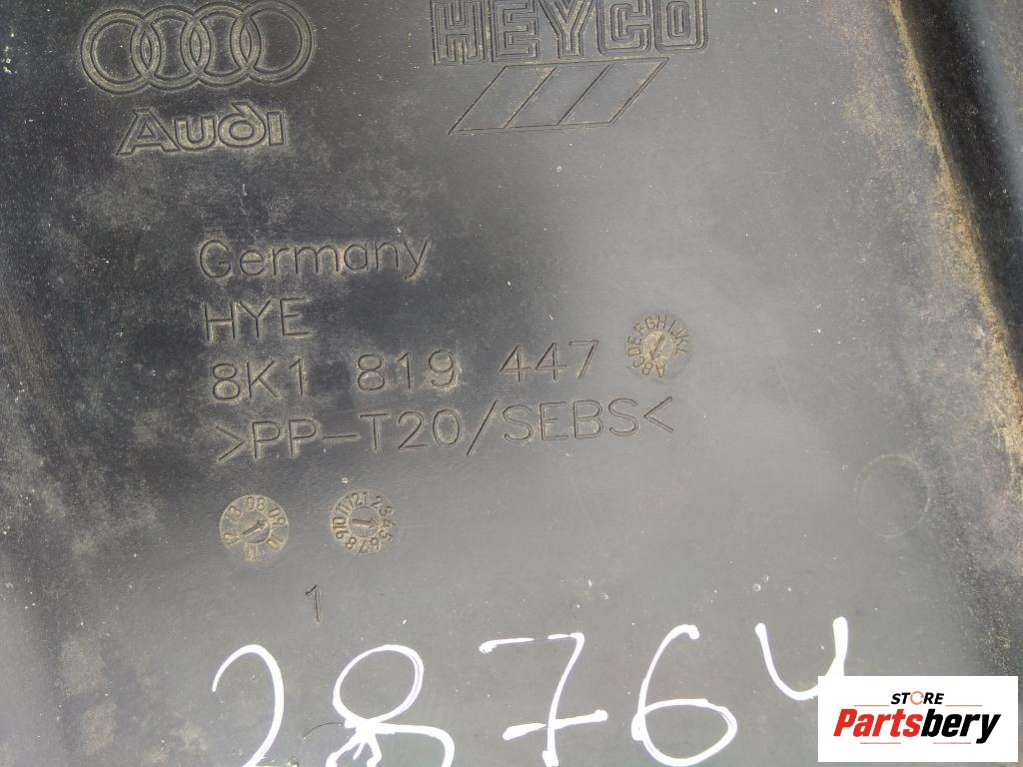 HEYCO
Audi
Germany
HYE
8K1 819 447
>PP-T20/SEBS<
1
28764
STORE
Partsbery